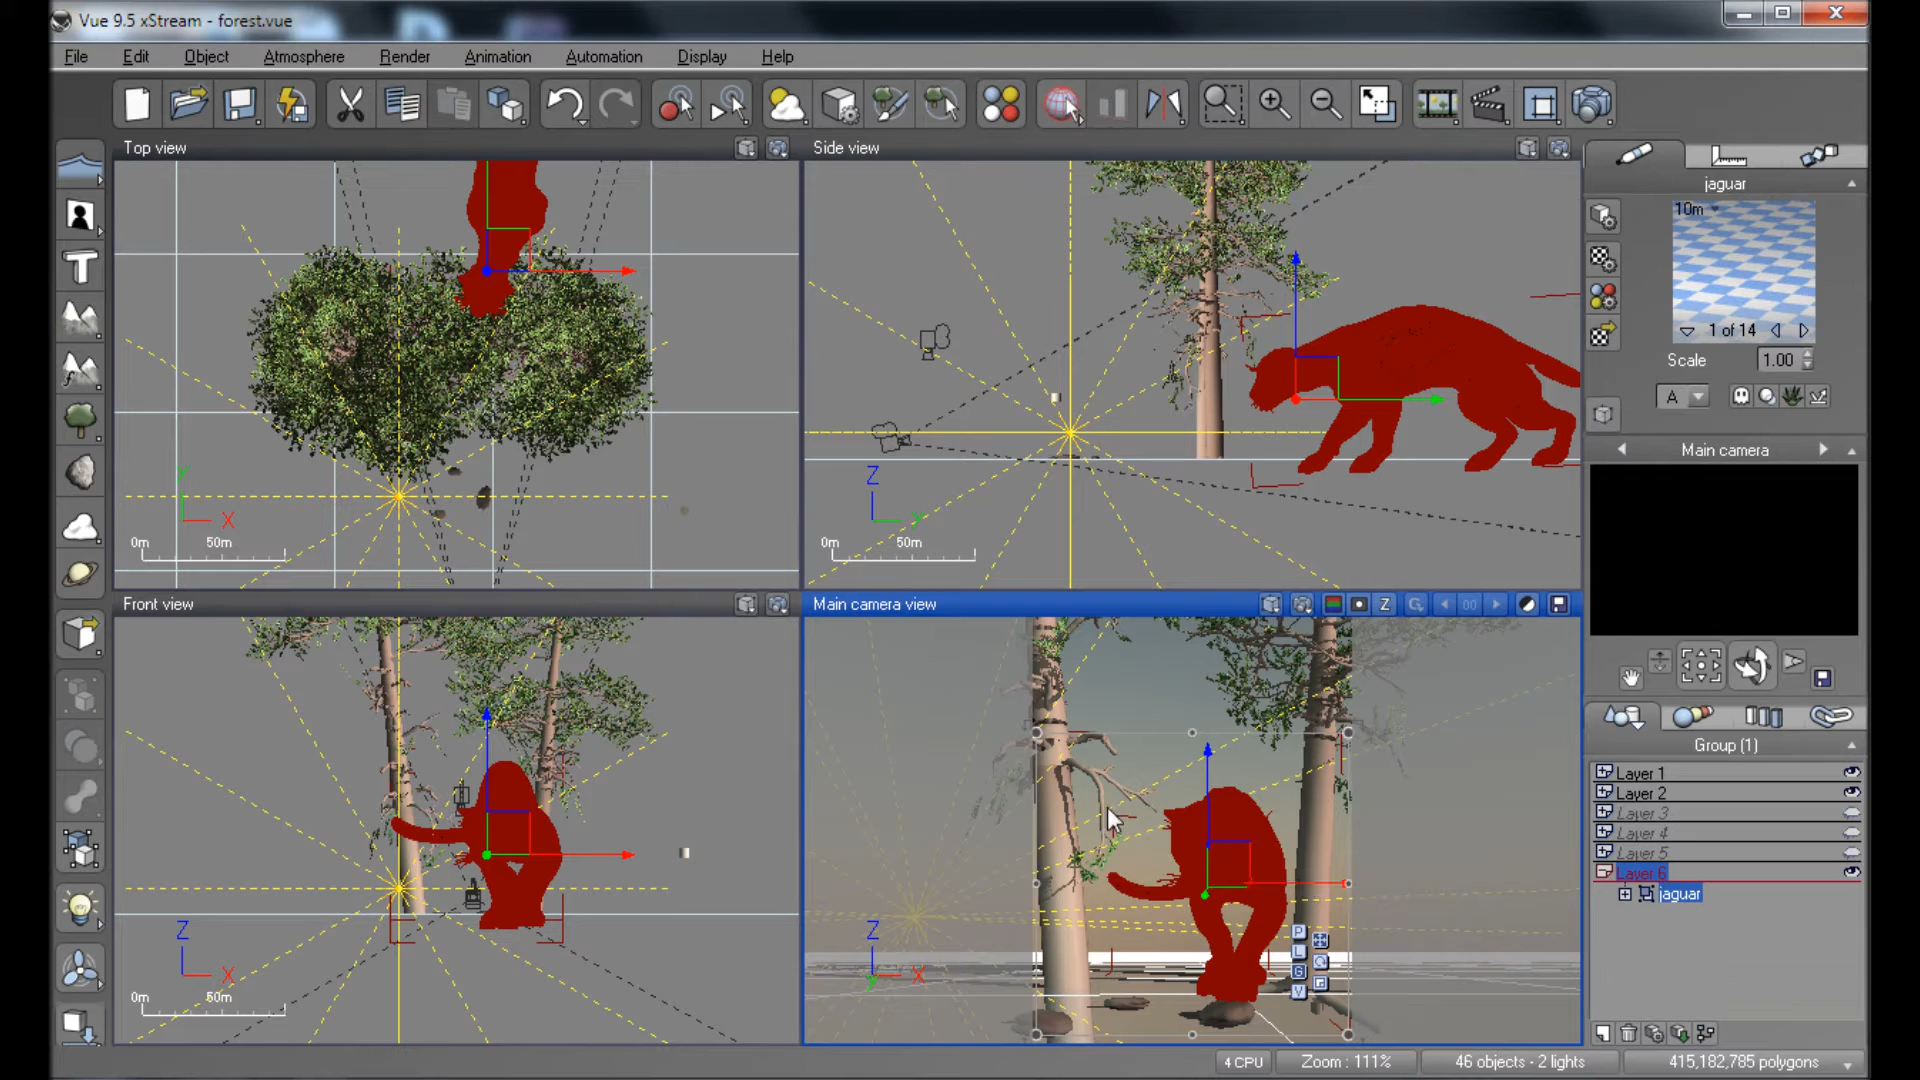 Vue 9.5 xStream - forest.vue
File Edit Object Atmosphere Render Animation Automation Display Help
Top view
Side view
jaguar
10m
1 of 14
Scale 1.00
A
Y
X
0m 50m
Z
Y
0m 50m
Main camera
Front view
Main camera view
Z
00
Group (1)
Layer 1
Layer 2
Layer 3
Layer 4
Layer 5
Layer 6
jaguar
Z
X
0m 50m
Z
Y
X
P
L
G
V
4 CPU
Zoom : 111%
46 objects - 2 lights
415,182,785 polygons